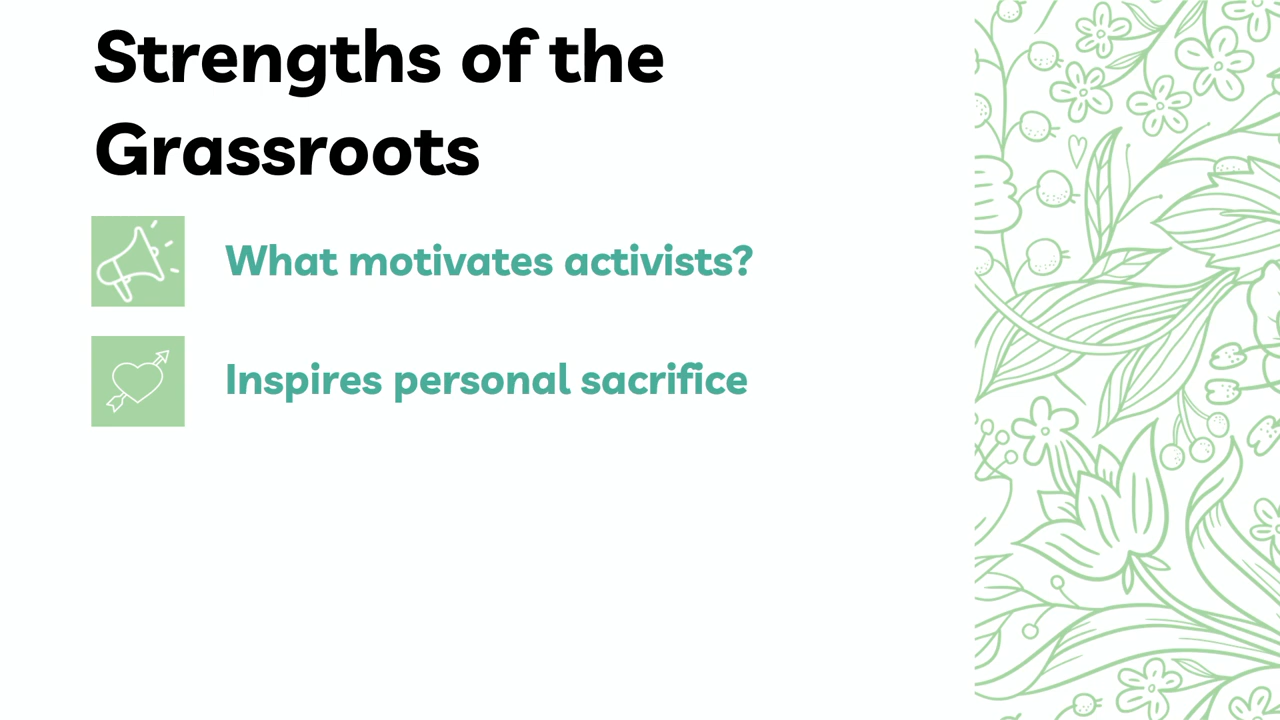 Strengths of the
Grassroots
What motivates activists?
Inspires personal sacrifice